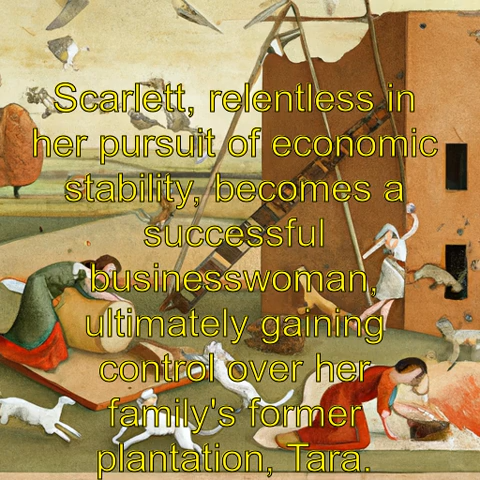 Scarlett, relentless in
her pursuit of economic
stability, becomes a
successful
businesswoman,
ultimately gaining
control over her
family's former
plantation, Tara.